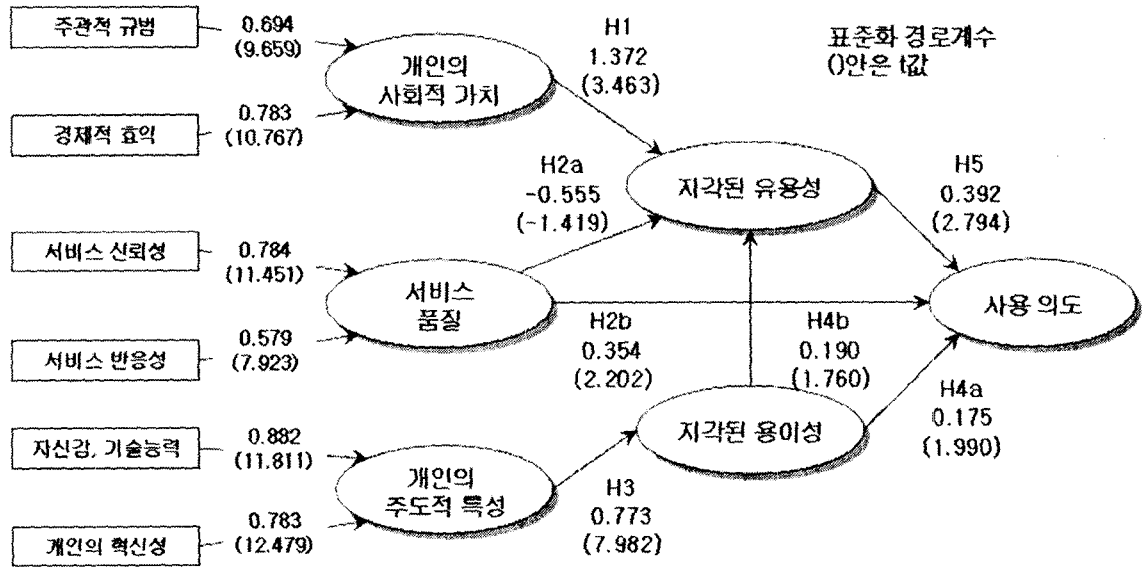 주관적 규범
0.694
(9.659)
H1
1.372
(3.463)
표준화 경로계수
()안은 t값
개인의
사회적 가치
경제적 효익
0.783
(10.767)
H2a
-0.555
(-1.419)
지각된 유용성
H5
0.392
(2.794)
서비스 신뢰성
0.784
(11.451)
서비스
품질
사용 의도
서비스 반응성
0.579
(7.923)
H2b
0.354
(2.202)
H4b
0.190
(1.760)
H4a
0.175
(1.990)
자신감, 기술능력
0.882
(11.811)
지각된 용이성
개인의
주도적 특성
H3
0.773
(7.982)
개인의 혁신성
0.783
(12.479)